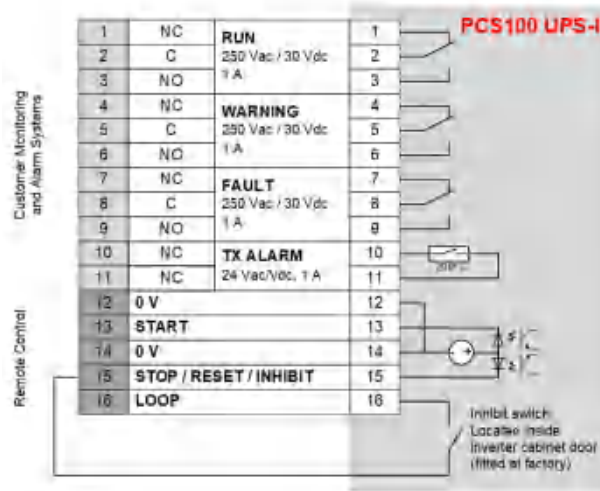 PCS100 UPS-I
Customer Monitoring
and Alarm Systems
1 NC RUN 1
2 C 250 Vac / 30 Vdc 2
3 NO 1 A 3
4 NC WARNING 4
5 C 250 Vac / 30 Vdc 5
6 NO 1 A 6
7 NC FAULT 7
8 C 250 Vac / 30 Vdc 8
9 NO 1 A 9
10 NC TX ALARM 10
11 NC 24 Vac/Vdc, 1 A 11
Remote Control
12 0 V 12
13 START 13
14 0 V 14
15 STOP / RESET / INHIBIT 15
16 LOOP 16
Inhibit switch
Located inside
inverter cabinet door
(fitted at factory)